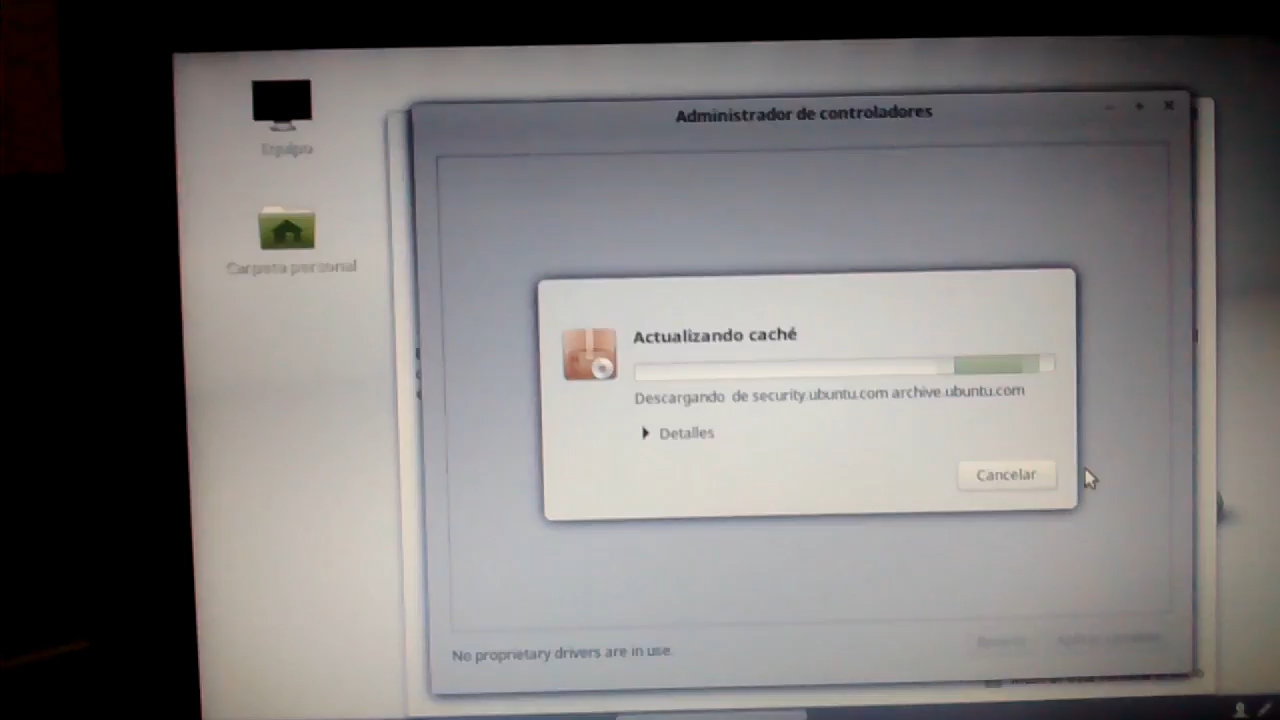 Administrador de controladores
Equipo
Carpeta personal
Actualizando caché
Descargando de security.ubuntu.com archive.ubuntu.com
Detalles
Cancelar
No proprietary drivers are in use.